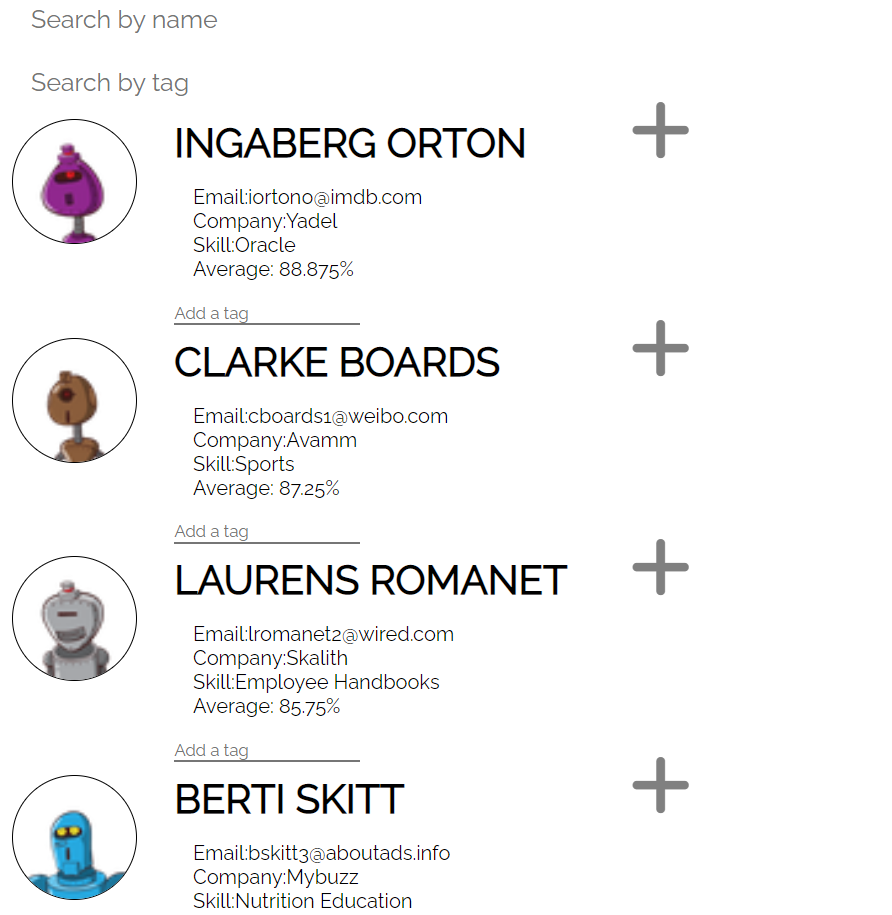 Search by name
Search by tag
INGABERG ORTON
Email:iorton0@imdb.com
Company:Yadel
Skill:Oracle
Average: 88.875%
Add a tag
CLARKE BOARDS
Email:cboards1@weibo.com
Company:Avamm
Skill:Sports
Average: 87.25%
Add a tag
LAURENS ROMANET
Email:lromanet2@wired.com
Company:Skalith
Skill:Employee Handbooks
Average: 85.75%
Add a tag
BERTI SKITT
Email:bskitt3@aboutads.info
Company:Mybuzz
Skill:Nutrition Education